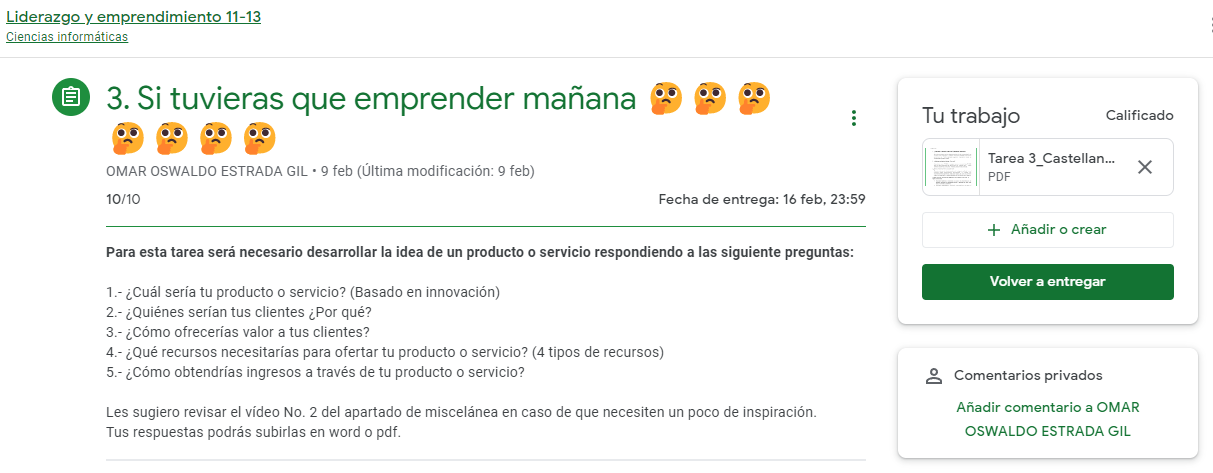 Liderazgo y emprendimiento 11-13
Ciencias informáticas
3. Si tuvieras que emprender mañana 🤔 🤔 🤔
🤔 🤔 🤔 🤔
OMAR OSWALDO ESTRADA GIL • 9 feb (Última modificación: 9 feb)
10/10
Fecha de entrega: 16 feb, 23:59
Para esta tarea será necesario desarrollar la idea de un producto o servicio respondiendo a las siguiente preguntas:
1.- ¿Cuál sería tu producto o servicio? (Basado en innovación)
2.- ¿Quiénes serían tus clientes ¿Por qué?
3.- ¿Cómo ofrecerías valor a tus clientes?
4.- ¿Qué recursos necesitarías para ofertar tu producto o servicio? (4 tipos de recursos)
5.- ¿Cómo obtendrías ingresos a través de tu producto o servicio?
Les sugiero revisar el vídeo No. 2 del apartado de miscelánea en caso de que necesiten un poco de inspiración.
Tus respuestas podrás subirlas en word o pdf.
Tu trabajo
Calificado
Tarea 3_Castellan...
PDF
Añadir o crear
Volver a entregar
Comentarios privados
Añadir comentario a OMAR
OSWALDO ESTRADA GIL